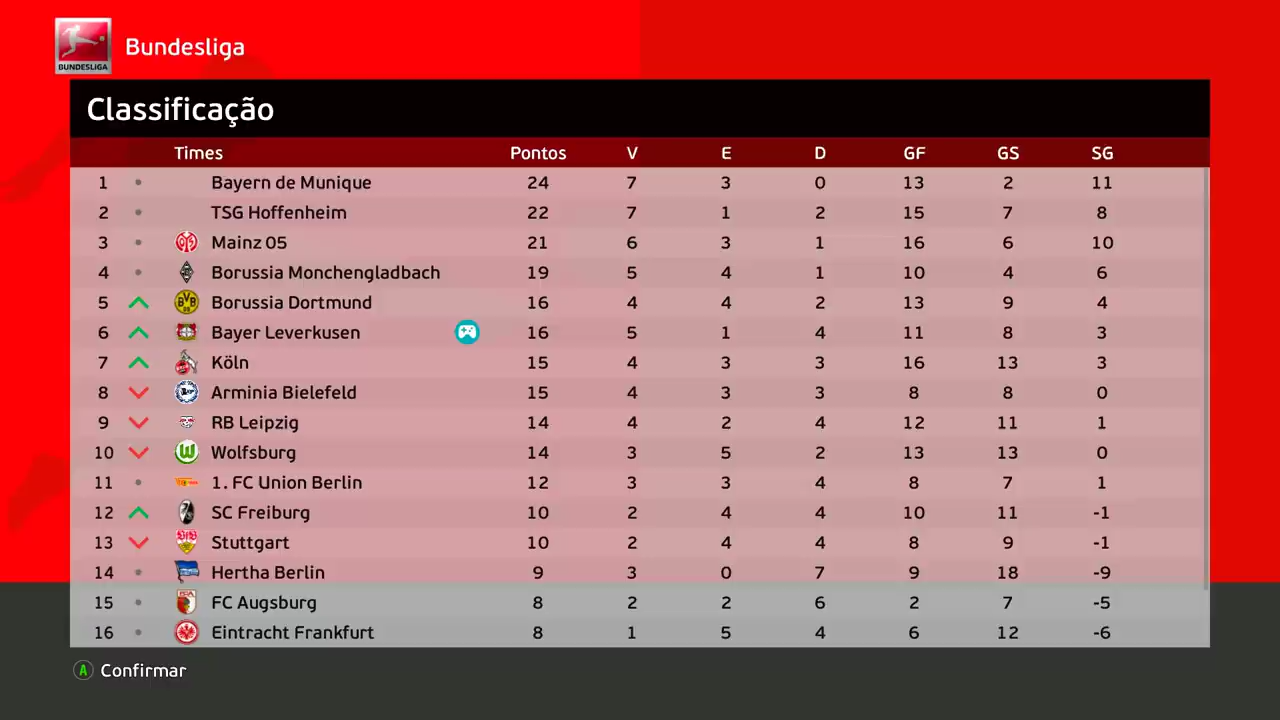 Bundesliga
BUNDESLIGA
Classificação
Times Pontos V E D GF GS SG
1 Bayern de Munique 24 7 3 0 13 2 11
2 TSG Hoffenheim 22 7 1 2 15 7 8
3 Mainz 05 21 6 3 1 16 6 10
4 Borussia Monchengladbach 19 5 4 1 10 4 6
5 Borussia Dortmund 16 4 4 2 13 9 4
6 Bayer Leverkusen 16 5 1 4 11 8 3
7 Köln 15 4 3 3 16 13 3
8 Arminia Bielefeld 15 4 3 3 8 8 0
9 RB Leipzig 14 4 2 4 12 11 1
10 Wolfsburg 14 3 5 2 13 13 0
11 1. FC Union Berlin 12 3 3 4 8 7 1
12 SC Freiburg 10 2 4 4 10 11 -1
13 Stuttgart 10 2 4 4 8 9 -1
14 Hertha Berlin 9 3 0 7 9 18 -9
15 FC Augsburg 8 2 2 6 2 7 -5
16 Eintracht Frankfurt 8 1 5 4 6 12 -6
A Confirmar